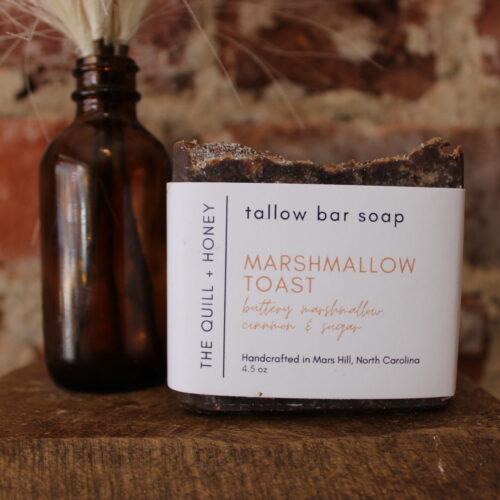 THE QUILL + HONEY
tallow bar soap
MARSHMALLOW
TOAST
buttery marshmallow,
cinnmon & sugar
Handcrafted in Mars Hill, North Carolina
4.5 oz